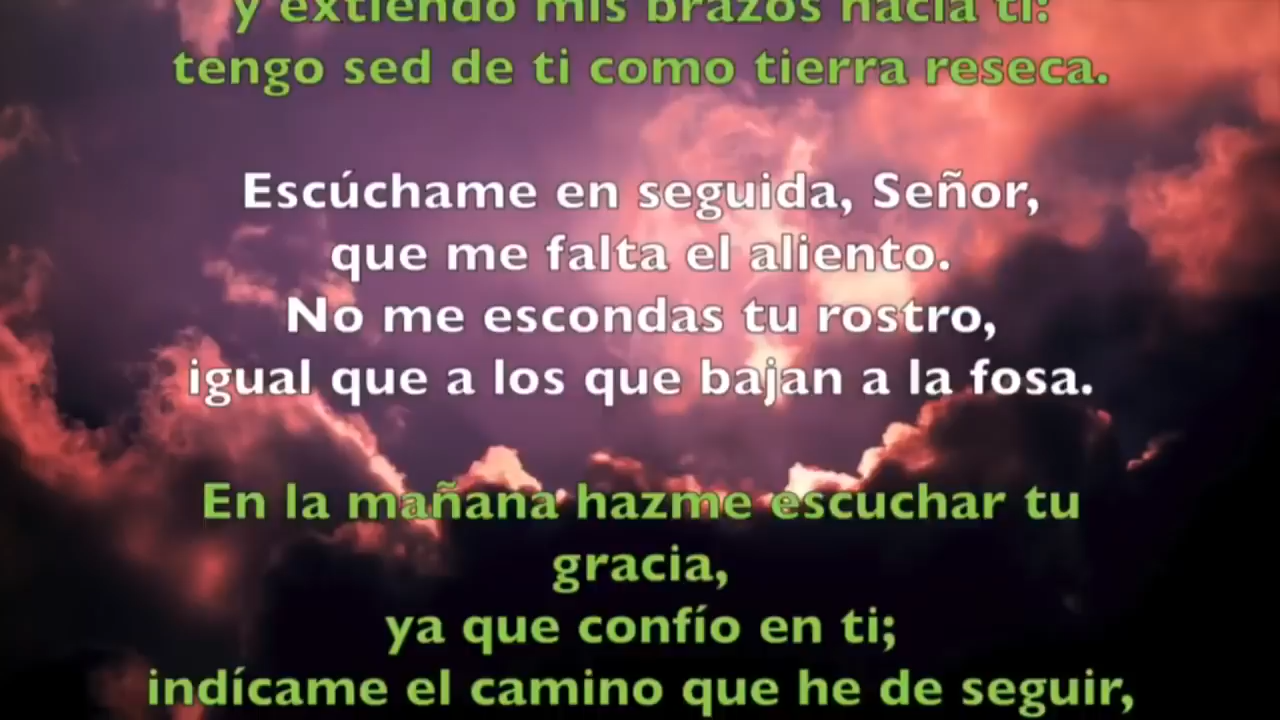 y extiendo mis brazos hacia ti:
tengo sed de ti como tierra reseca.
Escúchame en seguida, Señor,
que me falta el aliento.
No me escondas tu rostro,
igual que a los que bajan a la fosa.
En la mañana hazme escuchar tu
gracia,
ya que confío en ti;
indícame el camino que he de seguir,